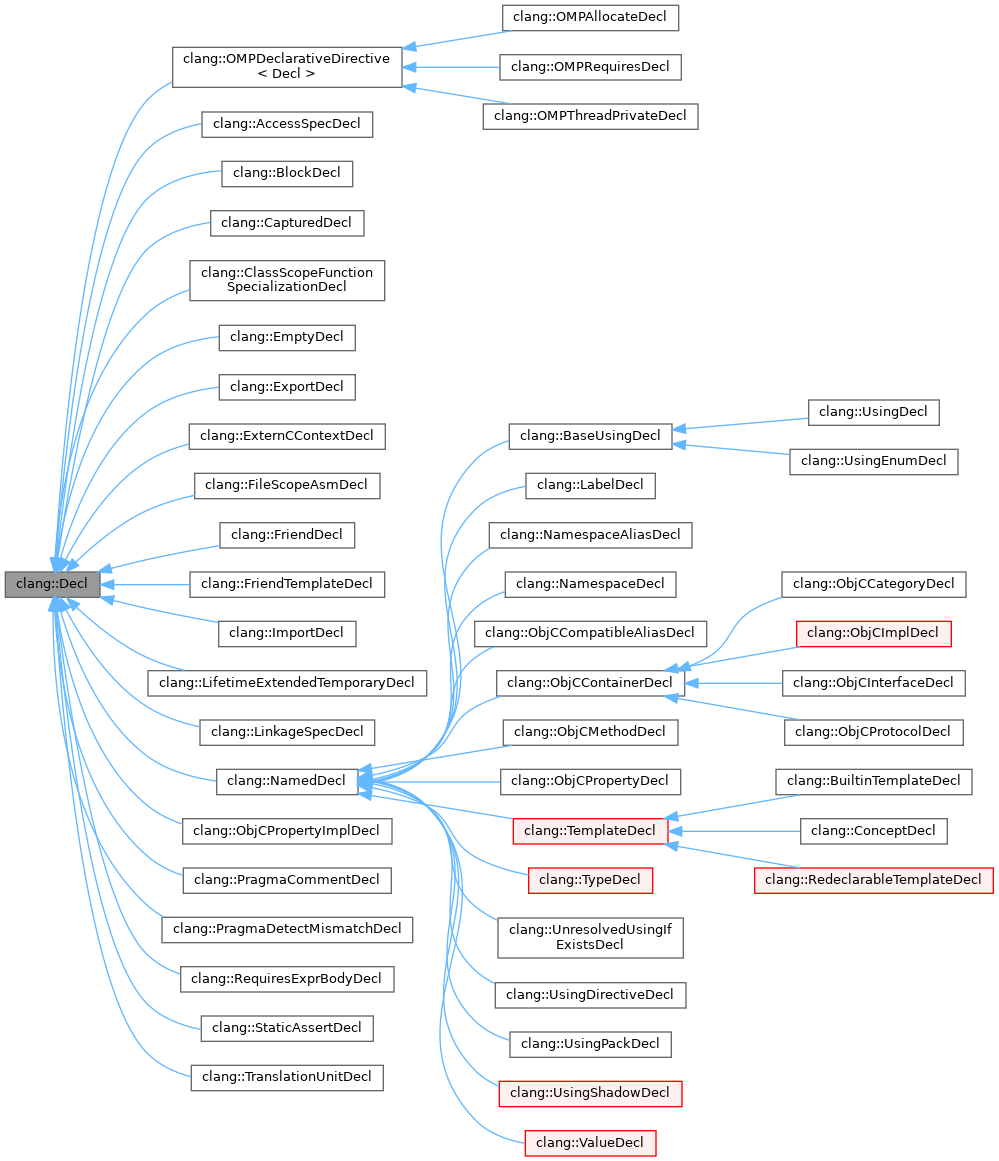 clang::OMPAllocateDecl
clang::OMPDeclarativeDirective
< Decl >
clang::OMPRequiresDecl
clang::OMPThreadPrivateDecl
clang::AccessSpecDecl
clang::BlockDecl
clang::CapturedDecl
clang::ClassScopeFunction
SpecializationDecl
clang::EmptyDecl
clang::ExportDecl
clang::ExternCContextDecl
clang::FileScopeAsmDecl
clang::FriendDecl
clang::Decl
clang::FriendTemplateDecl
clang::ImportDecl
clang::LifetimeExtendedTemporaryDecl
clang::LinkageSpecDecl
clang::NamedDecl
clang::ObjCPropertyImplDecl
clang::PragmaCommentDecl
clang::PragmaDetectMismatchDecl
clang::RequiresExprBodyDecl
clang::StaticAssertDecl
clang::TranslationUnitDecl
clang::BaseUsingDecl
clang::LabelDecl
clang::NamespaceAliasDecl
clang::NamespaceDecl
clang::ObjCCompatibleAliasDecl
clang::ObjCContainerDecl
clang::ObjCMethodDecl
clang::ObjCPropertyDecl
clang::TemplateDecl
clang::TypeDecl
clang::UnresolvedUsingIf
ExistsDecl
clang::UsingDirectiveDecl
clang::UsingPackDecl
clang::UsingShadowDecl
clang::ValueDecl
clang::UsingDecl
clang::UsingEnumDecl
clang::ObjCCategoryDecl
clang::ObjCImplDecl
clang::ObjCInterfaceDecl
clang::ObjCProtocolDecl
clang::BuiltinTemplateDecl
clang::ConceptDecl
clang::RedeclarableTemplateDecl